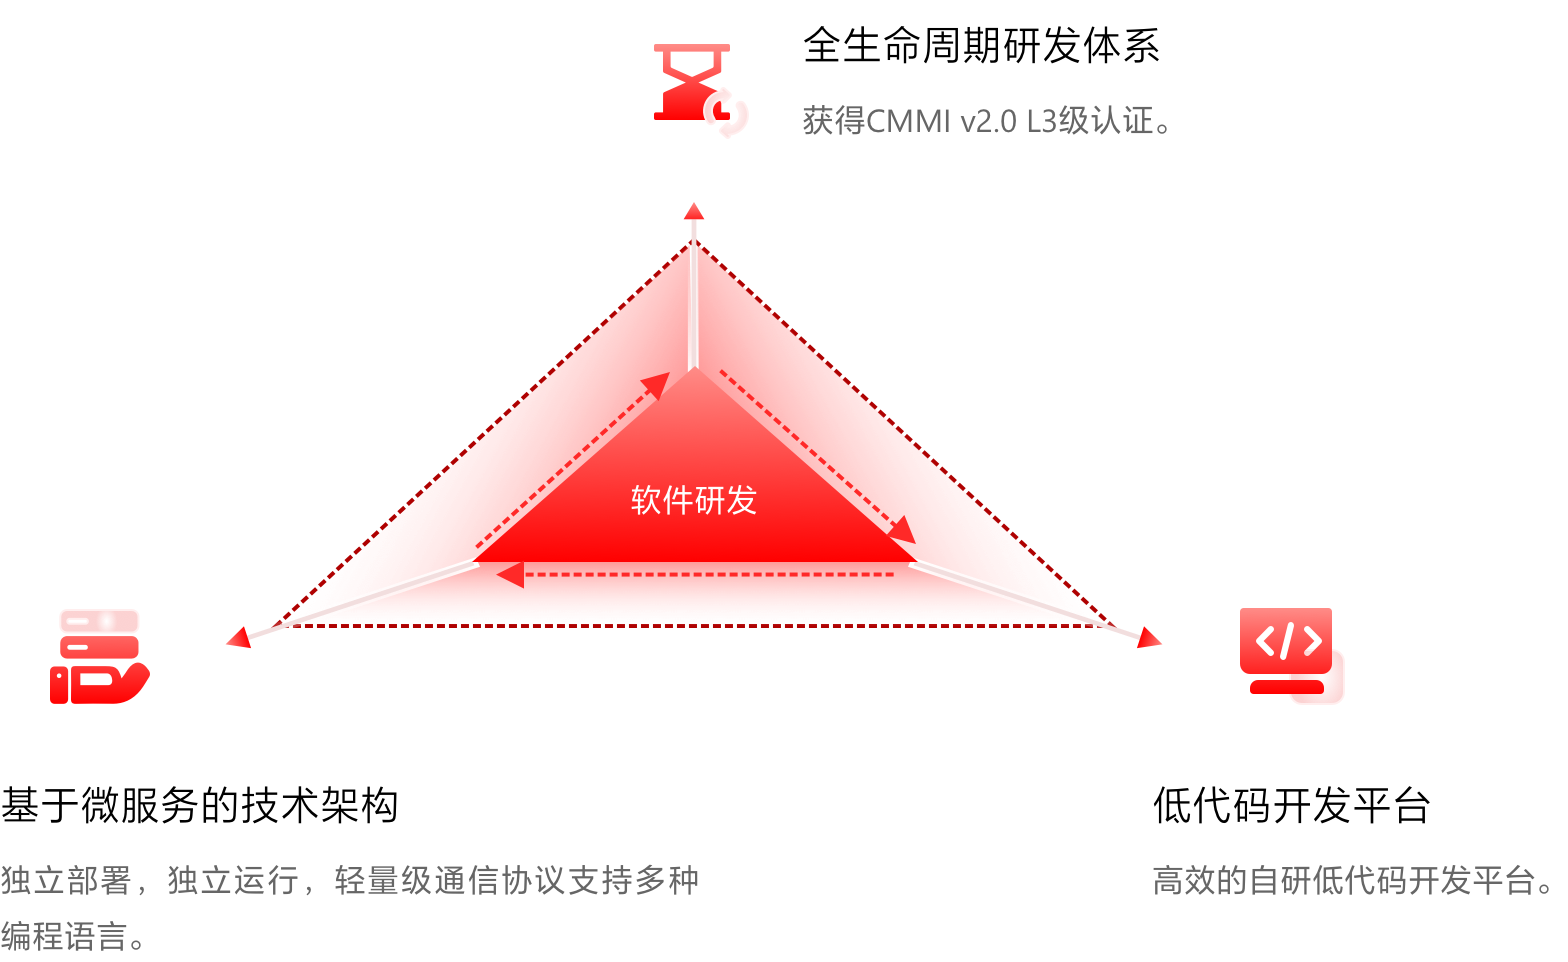 全生命周期研发体系
获得CMMI v2.0 L3级认证。
软件研发
基于微服务的技术架构
独立部署，独立运行，轻量级通信协议支持多种
编程语言。
低代码开发平台
高效的自研低代码开发平台。